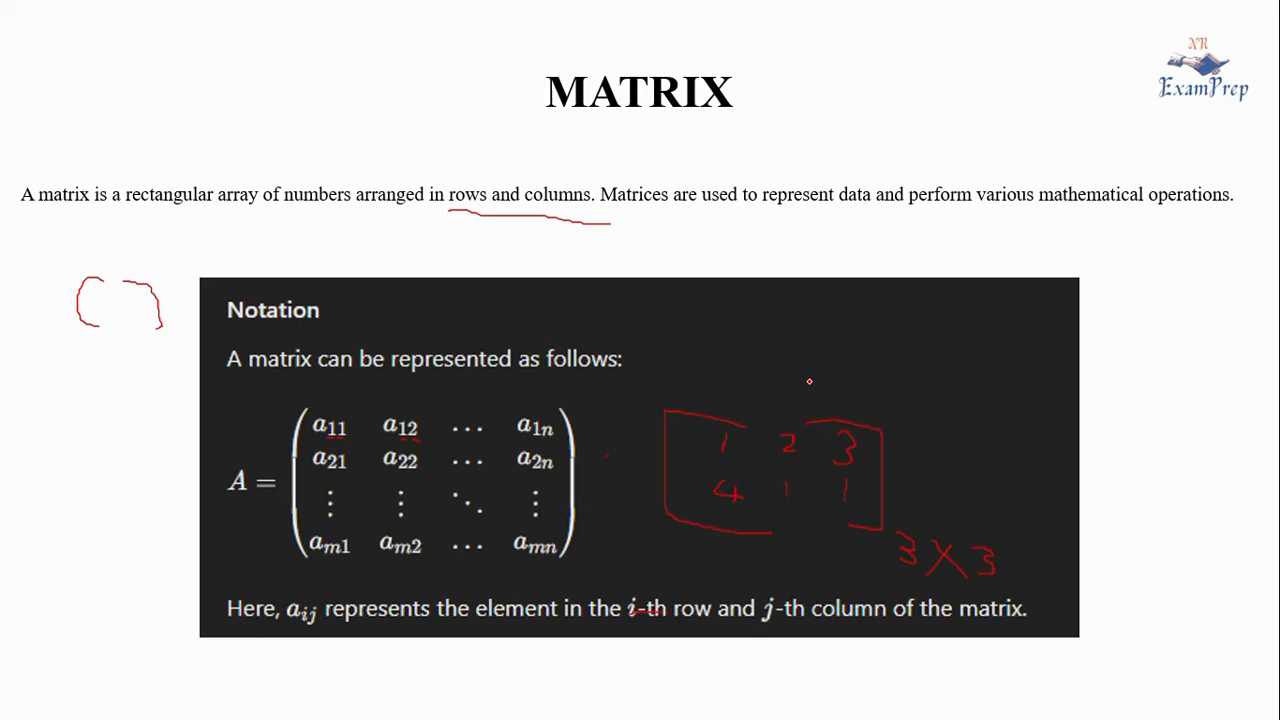 NR
ExamPrep
MATRIX
A matrix is a rectangular array of numbers arranged in rows and columns. Matrices are used to represent data and perform various mathematical operations.
Notation
A matrix can be represented as follows:
A = ( a11 a12 ... a1n
a21 a22 ... a2n
⋮ ⋮ ⋱ ⋮
am1 am2 ... amn )
1 2 3
4 1 1
3 X 3
Here, aij represents the element in the i-th row and j-th column of the matrix.